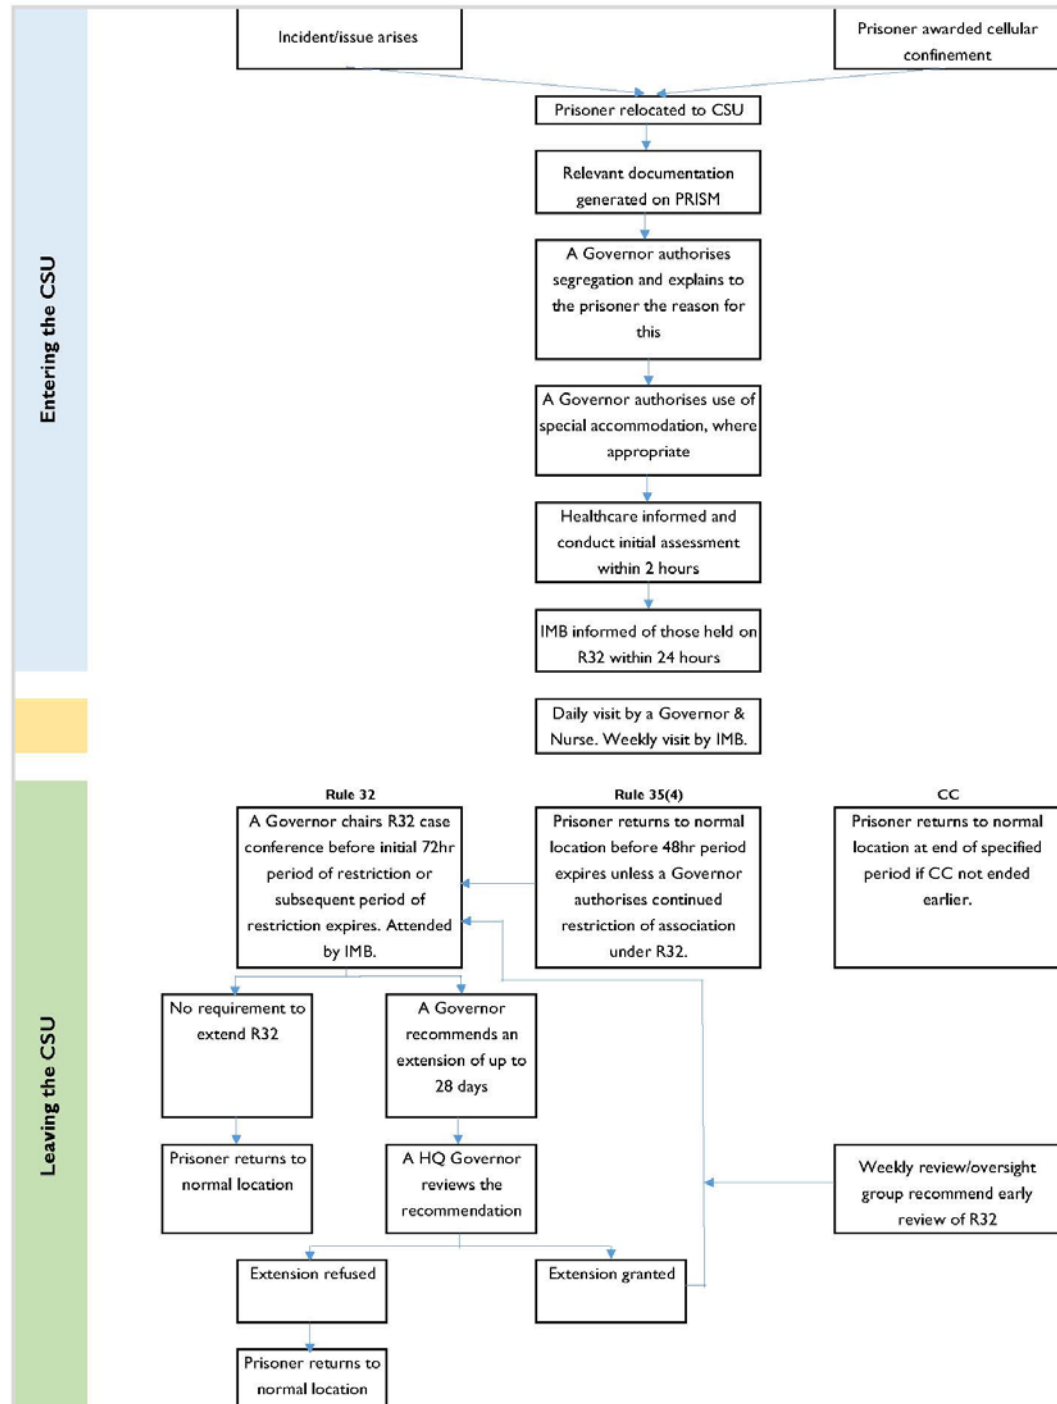 Entering the CSU
Incident/issue arises
Prisoner awarded cellular
confinement
Prisoner relocated to CSU
Relevant documentation
generated on PRISM
A Governor authorises
segregation and explains to
the prisoner the reason for
this
A Governor authorises use of
special accommodation, where
appropriate
Healthcare informed and
conduct initial assessment
within 2 hours
IMB informed of those held on
R32 within 24 hours
Daily visit by a Governor &
Nurse. Weekly visit by IMB.
Leaving the CSU
Rule 32
A Governor chairs R32 case
conference before initial 72hr
period of restriction or
subsequent period of
restriction expires. Attended
by IMB.
Rule 35(4)
Prisoner returns to normal
location before 48hr period
expires unless a Governor
authorises continued
restriction of association
under R32.
CC
Prisoner returns to normal
location at end of specified
period if CC not ended
earlier.
No requirement to
extend R32
A Governor
recommends an
extension of up to
28 days
Prisoner returns to
normal location
A HQ Governor
reviews the
recommendation
Weekly review/oversight
group recommend early
review of R32
Extension refused
Extension granted
Prisoner returns to
normal location